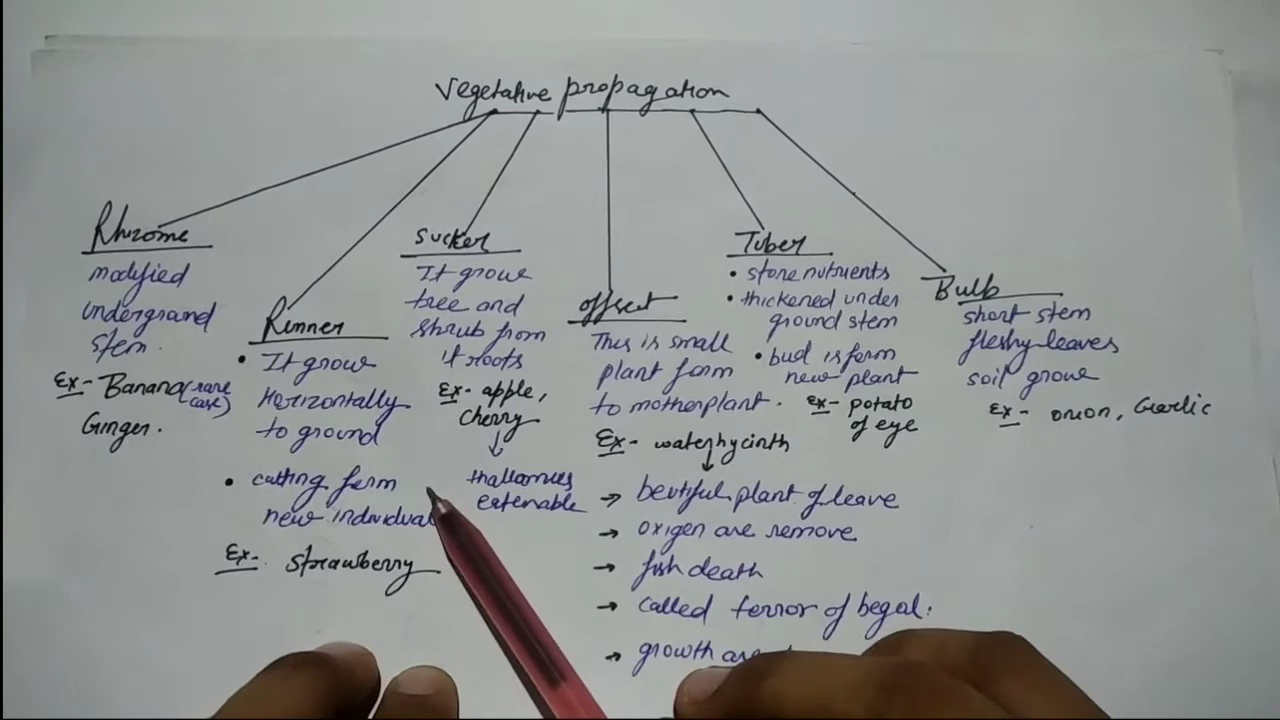 Vegetative propagation
Rhizome
modified
underground
stem.
Ex- Banana (rare case)
Ginger.
Runner
• It grow
Horizontally
to ground
• cutting form
new individual
Ex- strawberry
Sucker
It grow
tree and
shrub from
it roots
Ex- apple,
cherry
thallamus
eatenable
offset
This is small
plant form
to motherplant.
Ex- waterhycinth
→ beutiful plant of leave
→ oxigen are remove
→ fish death
→ called terror of begal.
→ growth are
Tuber
• store nutrients
• thickened under
ground stem
• bud is form
new plant
Ex- potato
of eye
Bulb
short stem
fleshy leaves
soil grow
Ex- onion, Garlic